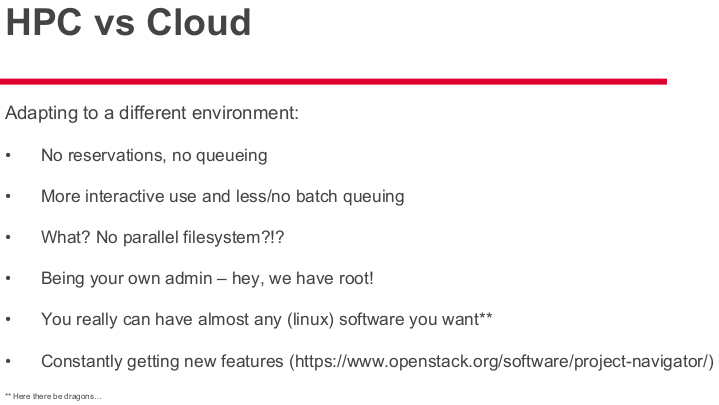 HPC vs Cloud
Adapting to a different environment:
• No reservations, no queueing
• More interactive use and less/no batch queuing
• What? No parallel filesystem?!?
• Being your own admin – hey, we have root!
• You really can have almost any (linux) software you want**
• Constantly getting new features (https://www.openstack.org/software/project-navigator/)
** Here there be dragons…